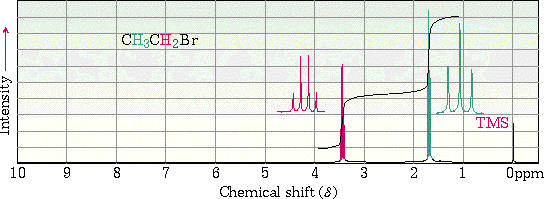 CH3CH2Br
Intensity
TMS
10 9 8 7 6 5 4 3 2 1 0ppm
Chemical shift (δ)